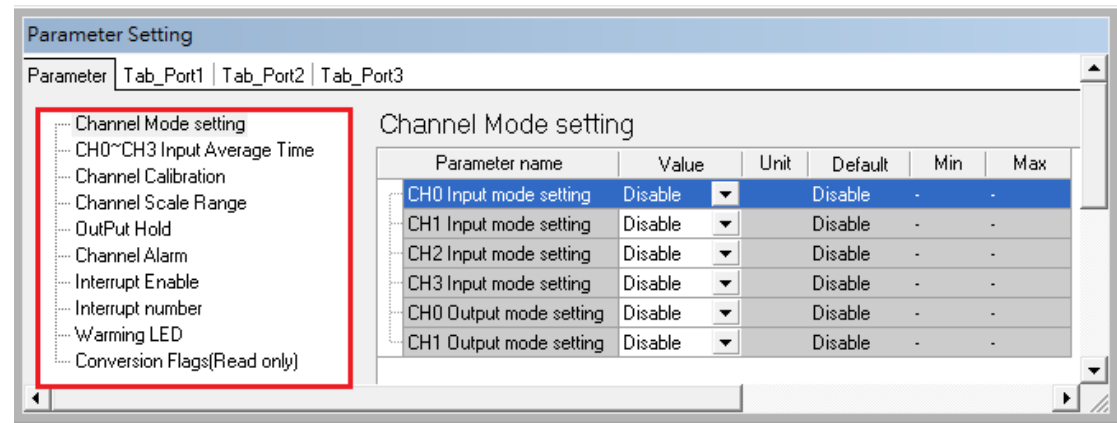 Parameter Setting
Parameter Tab_Port1 Tab_Port2 Tab_Port3
Channel Mode setting
CH0~CH3 Input Average Time
Channel Calibration
Channel Scale Range
OutPut Hold
Channel Alarm
Interrupt Enable
Interrupt number
Warming LED
Conversion Flags(Read only)
Channel Mode setting
Parameter name Value Unit Default Min Max
CH0 Input mode setting Disable Disable - -
CH1 Input mode setting Disable Disable - -
CH2 Input mode setting Disable Disable - -
CH3 Input mode setting Disable Disable - -
CH0 Output mode setting Disable Disable - -
CH1 Output mode setting Disable Disable - -